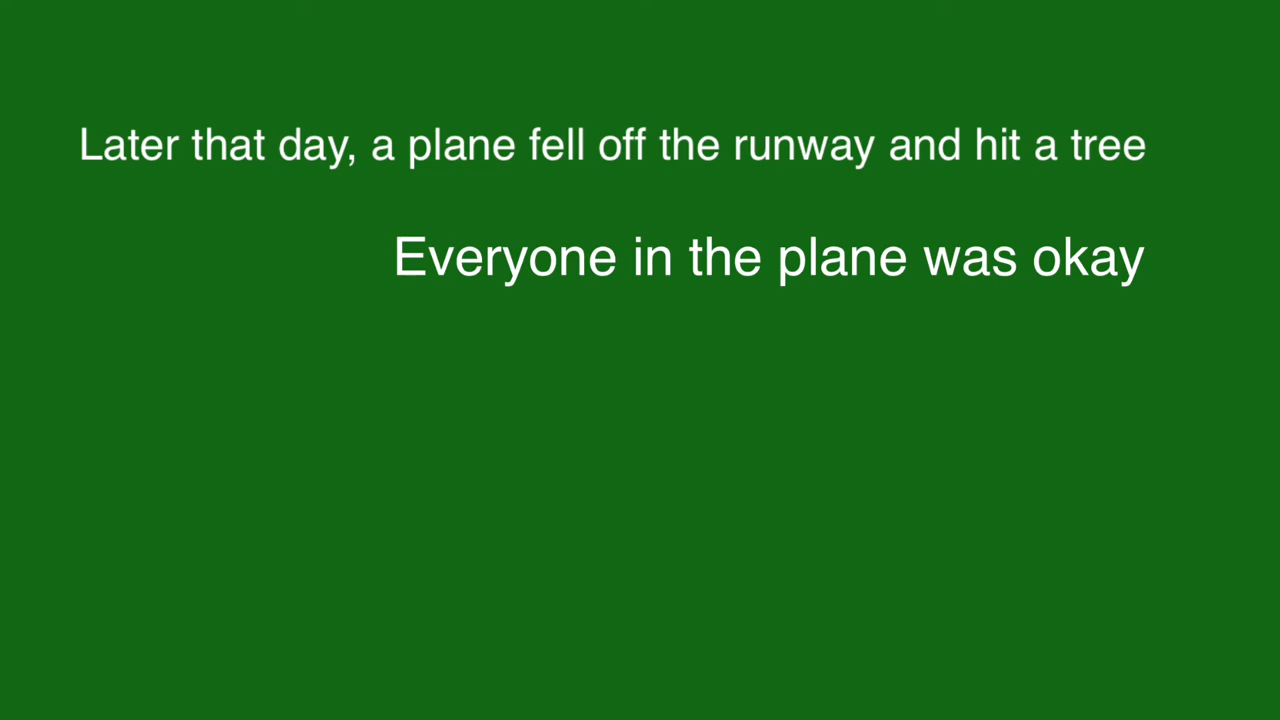 Later that day, a plane fell off the runway and hit a tree
Everyone in the plane was okay